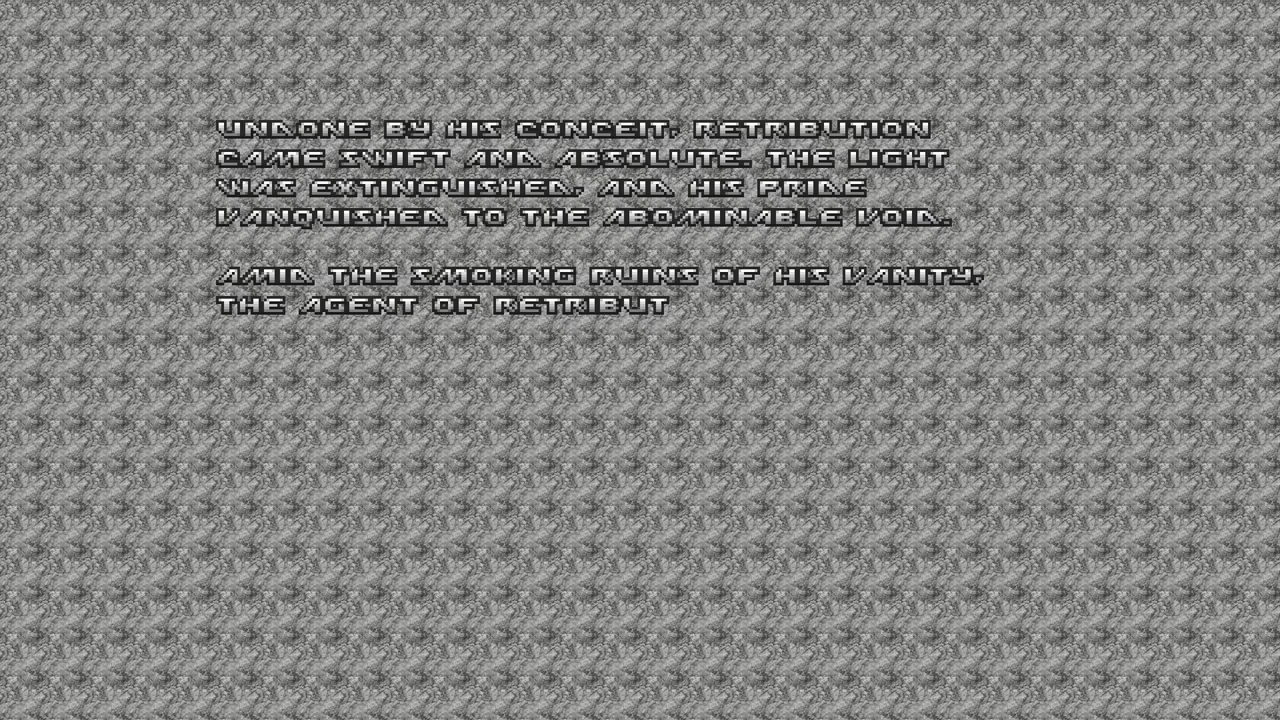 UNDONE BY HIS CONCEIT, RETRIBUTION
CAME SWIFT AND ABSOLUTE. THE LIGHT
WAS EXTINGUISHED, AND HIS PRIDE
VANQUISHED TO THE ABOMINABLE VOID.
AMID THE SMOKING RUINS OF HIS VANITY,
THE AGENT OF RETRIBUT